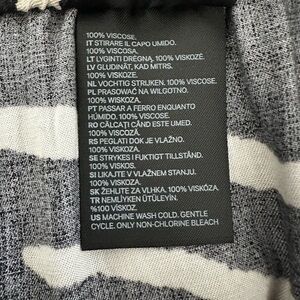 100% VISCOSE.
IT STIRARE IL CAPO UMIDO.
100% VISCOSA.
LT LYGINTI DRĖGNĄ. 100% VISKOZĖ.
LV GLUDINĀT, KAD MITRS.
100% VISKOZE.
NL VOCHTIG STRIJKEN. 100% VISCOSE.
PL PRASOWAĆ NA WILGOTNO.
100% WISKOZA.
PT PASSAR A FERRO ENQUANTO
HÚMIDO. 100% VISCOSE.
RO CĂLCAȚI CÂND ESTE UMED.
100% VISCOZĂ.
RS PEGLATI DOK JE VLAŽNO.
100% VISKOZA.
SE STRYKES I FUKTIGT TILLSTÅND.
100% VISKOS.
SI LIKAJTE V VLAŽNEM STANJU.
100% VISKOZA.
SK ŽEHLITE ZA VLHKA. 100% VISKÓZA.
TR NEMLİYKEN ÜTÜLEYİN.
%100 VİSKOZ.
US MACHINE WASH COLD. GENTLE
CYCLE. ONLY NON-CHLORINE BLEACH